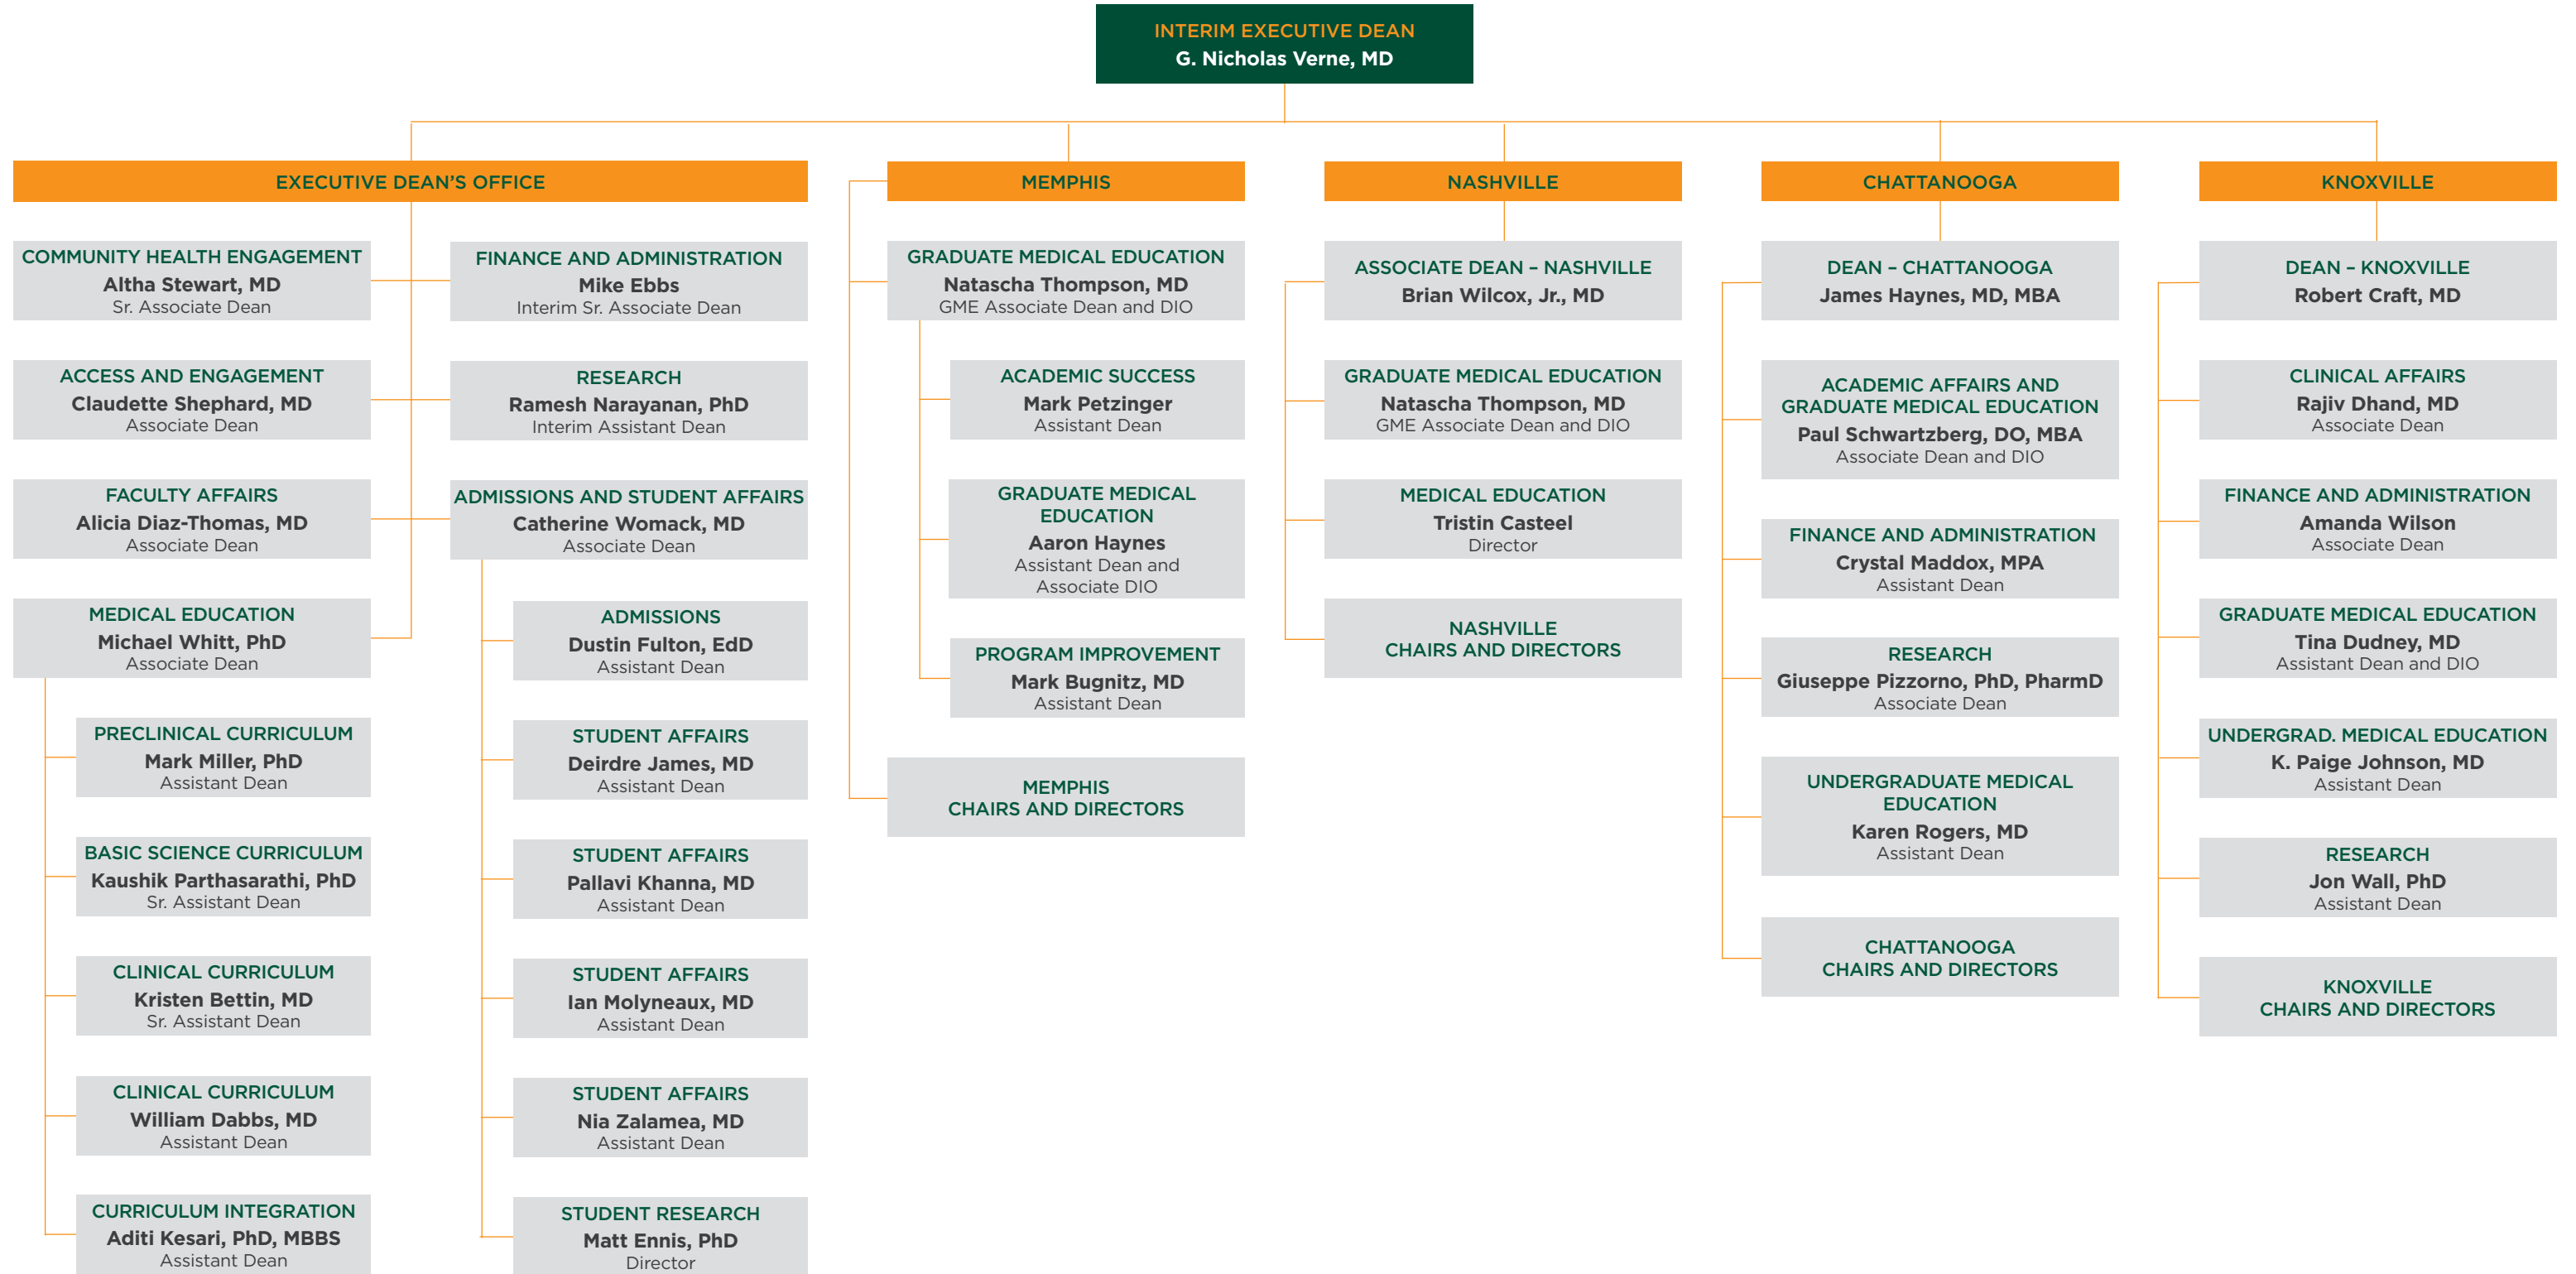 INTERIM EXECUTIVE DEAN
G. Nicholas Verne, MD
EXECUTIVE DEAN’S OFFICE
COMMUNITY HEALTH ENGAGEMENT
Altha Stewart, MD
Sr. Associate Dean
ACCESS AND ENGAGEMENT
Claudette Shephard, MD
Associate Dean
FACULTY AFFAIRS
Alicia Diaz-Thomas, MD
Associate Dean
MEDICAL EDUCATION
Michael Whitt, PhD
Associate Dean
PRECLINICAL CURRICULUM
Mark Miller, PhD
Assistant Dean
BASIC SCIENCE CURRICULUM
Kaushik Parthasarathi, PhD
Sr. Assistant Dean
CLINICAL CURRICULUM
Kristen Bettin, MD
Sr. Assistant Dean
CLINICAL CURRICULUM
William Dabbs, MD
Assistant Dean
CURRICULUM INTEGRATION
Aditi Kesari, PhD, MBBS
Assistant Dean
FINANCE AND ADMINISTRATION
Mike Ebbs
Interim Sr. Associate Dean
RESEARCH
Ramesh Narayanan, PhD
Interim Assistant Dean
ADMISSIONS AND STUDENT AFFAIRS
Catherine Womack, MD
Associate Dean
ADMISSIONS
Dustin Fulton, EdD
Assistant Dean
STUDENT AFFAIRS
Deirdre James, MD
Assistant Dean
STUDENT AFFAIRS
Pallavi Khanna, MD
Assistant Dean
STUDENT AFFAIRS
Ian Molyneaux, MD
Assistant Dean
STUDENT AFFAIRS
Nia Zalamea, MD
Assistant Dean
STUDENT RESEARCH
Matt Ennis, PhD
Director
MEMPHIS
GRADUATE MEDICAL EDUCATION
Natascha Thompson, MD
GME Associate Dean and DIO
ACADEMIC SUCCESS
Mark Petzinger
Assistant Dean
GRADUATE MEDICAL
EDUCATION
Aaron Haynes
Assistant Dean and
Associate DIO
PROGRAM IMPROVEMENT
Mark Bugnitz, MD
Assistant Dean
MEMPHIS
CHAIRS AND DIRECTORS
NASHVILLE
ASSOCIATE DEAN – NASHVILLE
Brian Wilcox, Jr., MD
GRADUATE MEDICAL EDUCATION
Natascha Thompson, MD
GME Associate Dean and DIO
MEDICAL EDUCATION
Tristin Casteel
Director
NASHVILLE
CHAIRS AND DIRECTORS
CHATTANOOGA
DEAN – CHATTANOOGA
James Haynes, MD, MBA
ACADEMIC AFFAIRS AND
GRADUATE MEDICAL EDUCATION
Paul Schwartzberg, DO, MBA
Associate Dean and DIO
FINANCE AND ADMINISTRATION
Crystal Maddox, MPA
Assistant Dean
RESEARCH
Giuseppe Pizzorno, PhD, PharmD
Associate Dean
UNDERGRADUATE MEDICAL
EDUCATION
Karen Rogers, MD
Assistant Dean
CHATTANOOGA
CHAIRS AND DIRECTORS
KNOXVILLE
DEAN – KNOXVILLE
Robert Craft, MD
CLINICAL AFFAIRS
Rajiv Dhand, MD
Associate Dean
FINANCE AND ADMINISTRATION
Amanda Wilson
Associate Dean
GRADUATE MEDICAL EDUCATION
Tina Dudney, MD
Assistant Dean and DIO
UNDERGRAD. MEDICAL EDUCATION
K. Paige Johnson, MD
Assistant Dean
RESEARCH
Jon Wall, PhD
Assistant Dean
KNOXVILLE
CHAIRS AND DIRECTORS